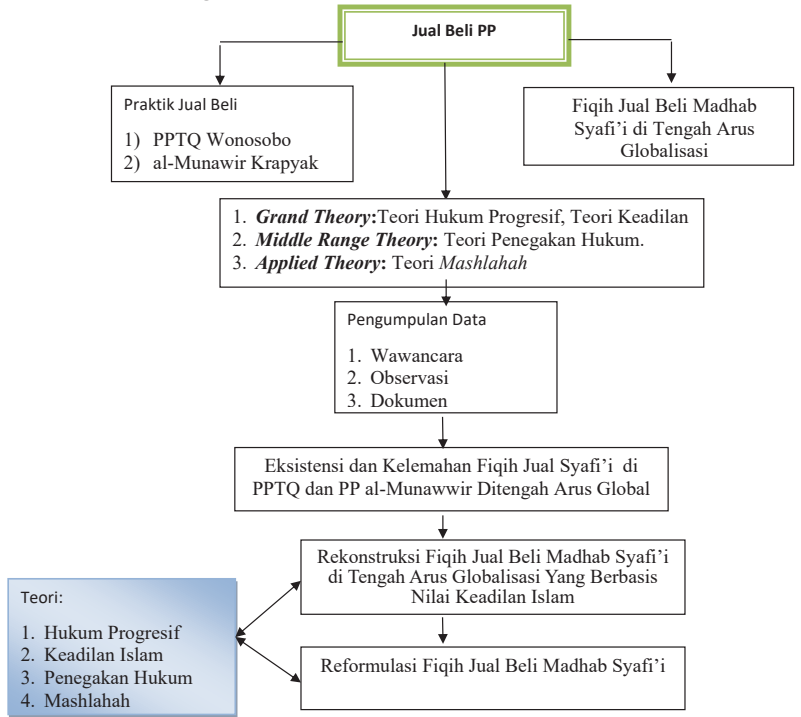 Jual Beli PP
Praktik Jual Beli
1) PPTQ Wonosobo
2) al-Munawir Krapyak
Fiqih Jual Beli Madhab
Syafi'i di Tengah Arus
Globalisasi
1. Grand Theory:Teori Hukum Progresif, Teori Keadilan
2. Middle Range Theory: Teori Penegakan Hukum.
3. Applied Theory: Teori Mashlahah
Pengumpulan Data
1. Wawancara
2. Observasi
3. Dokumen
Eksistensi dan Kelemahan Fiqih Jual Syafi'i di
PPTQ dan PP al-Munawwir Ditengah Arus Global
Rekonstruksi Fiqih Jual Beli Madhab Syafi'i
di Tengah Arus Globalisasi Yang Berbasis
Nilai Keadilan Islam
Teori:
1. Hukum Progresif
2. Keadilan Islam
3. Penegakan Hukum
4. Mashlahah
Reformulasi Fiqih Jual Beli Madhab Syafi'i